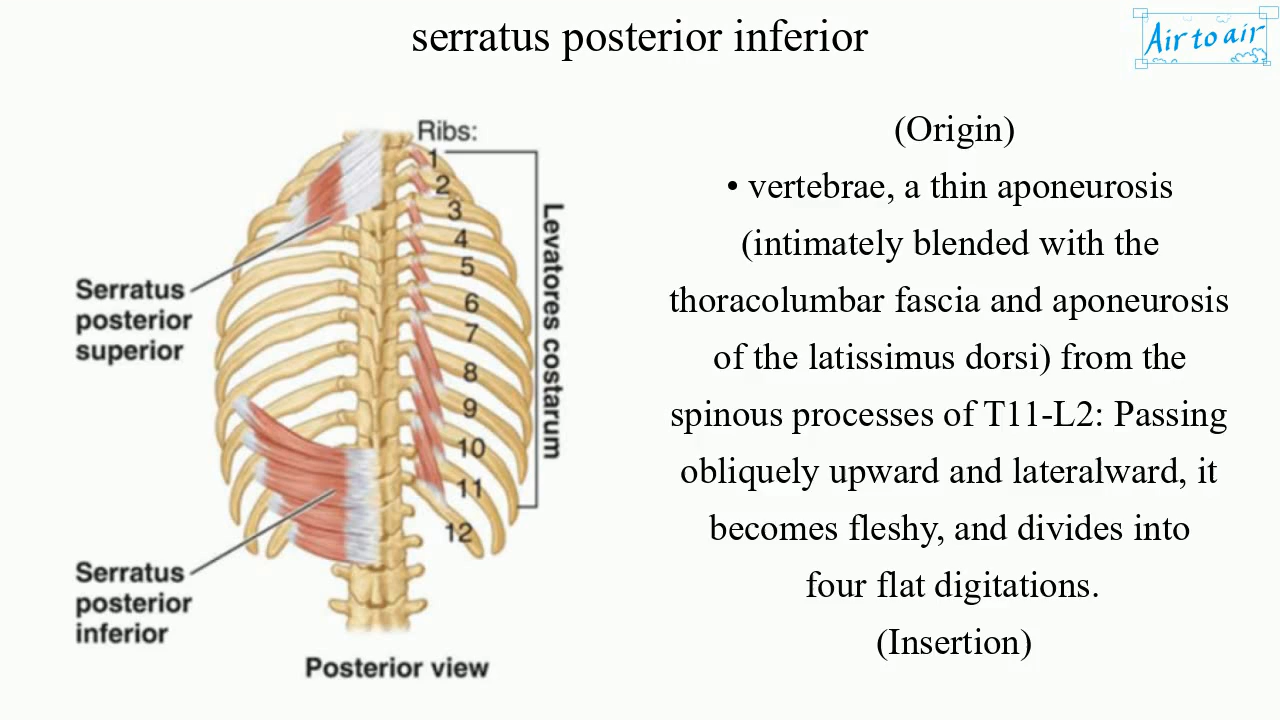 serratus posterior inferior
Air to air
Ribs:
1
2
3
4
5
6
7
8
9
10
11
12
Levatores costarum
Serratus
posterior
superior
Serratus
posterior
inferior
Posterior view
(Origin)
• vertebrae, a thin aponeurosis
(intimately blended with the
thoracolumbar fascia and aponeurosis
of the latissimus dorsi) from the
spinous processes of T11-L2: Passing
obliquely upward and lateralward, it
becomes fleshy, and divides into
four flat digitations.
(Insertion)